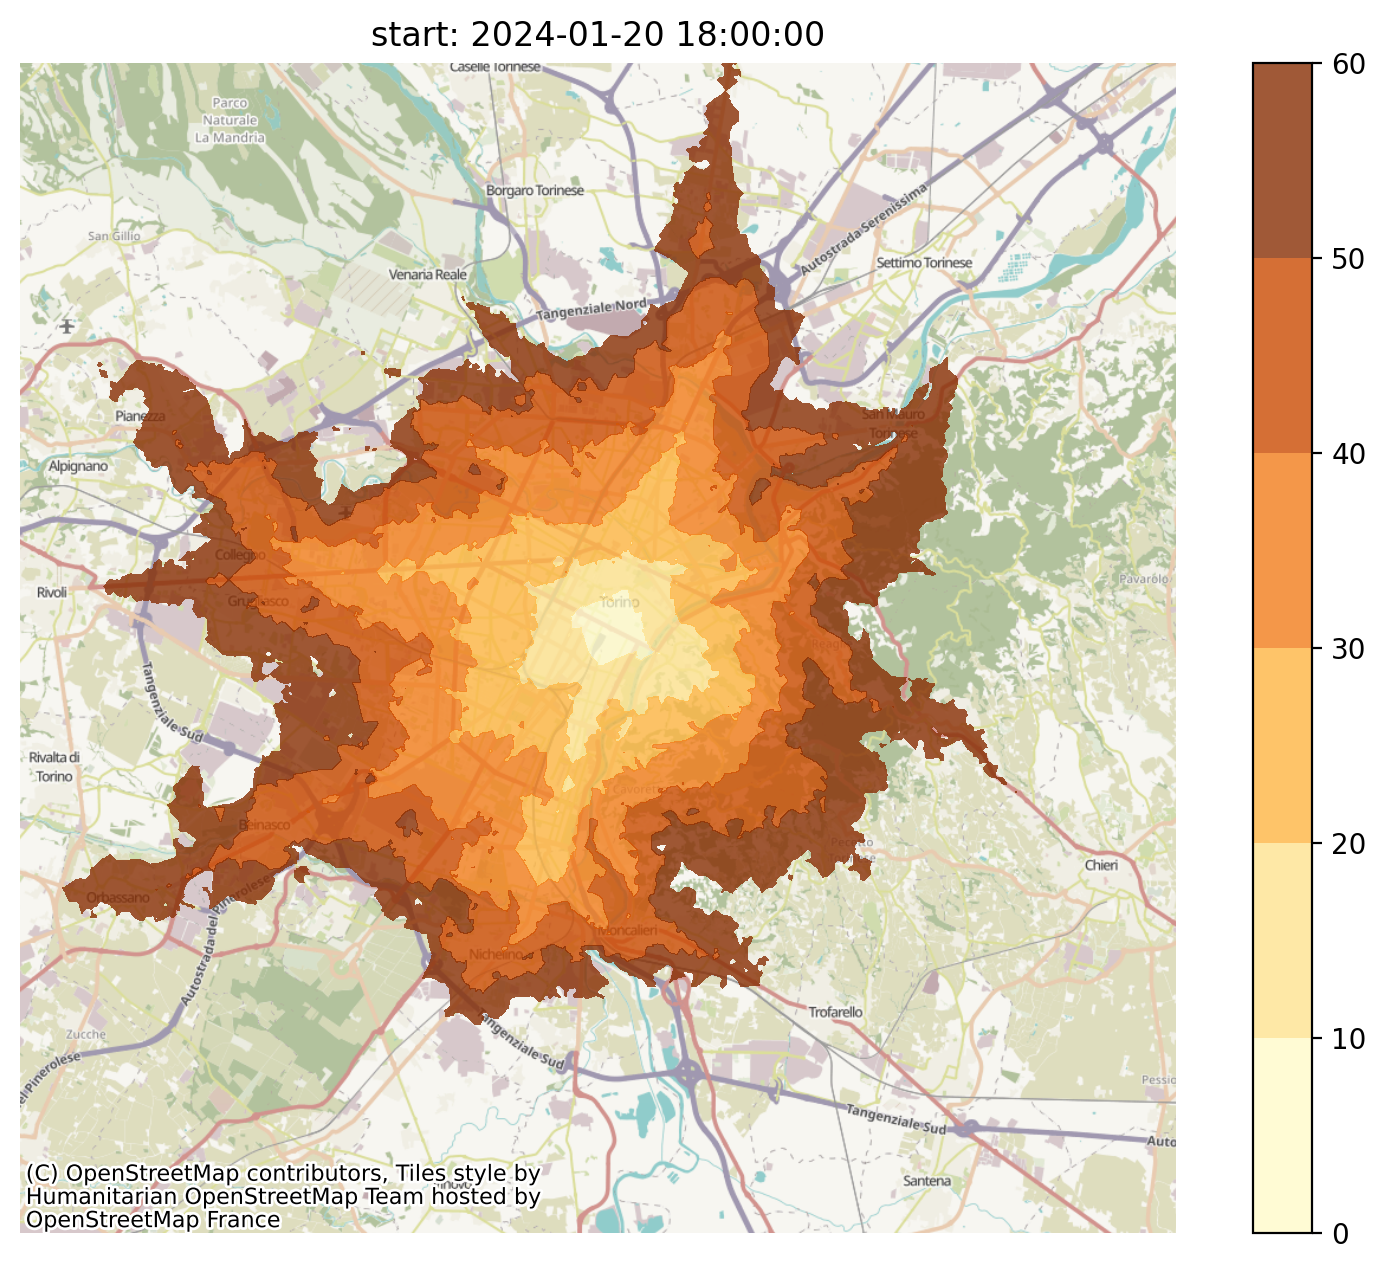 start: 2024-01-20 18:00:00
Caselle Torinese
Parco
Naturale
La Mandria
Borgaro Torinese
San Gillio
Autostrada Serenissima
Settimo Torinese
Venaria Reale
Tangenziale Nord
Pianezza
San Mauro
Torinese
Alpignano
Collegno
Pavarolo
Rivoli
Grugliasco
Torino
Tangenziale Sud
Rivalta di
Torino
Cavoretto
Beinasco
Chieri
Orbassano
Autostrada del Pinerolese
Moncalieri
Nichelino
Trofarello
Zucche
Tangenziale Sud
Pessio
Tangenziale Sud
Auto
Santena
(C) OpenStreetMap contributors, Tiles style by
Humanitarian OpenStreetMap Team hosted by
OpenStreetMap France
60
50
40
30
20
10
0